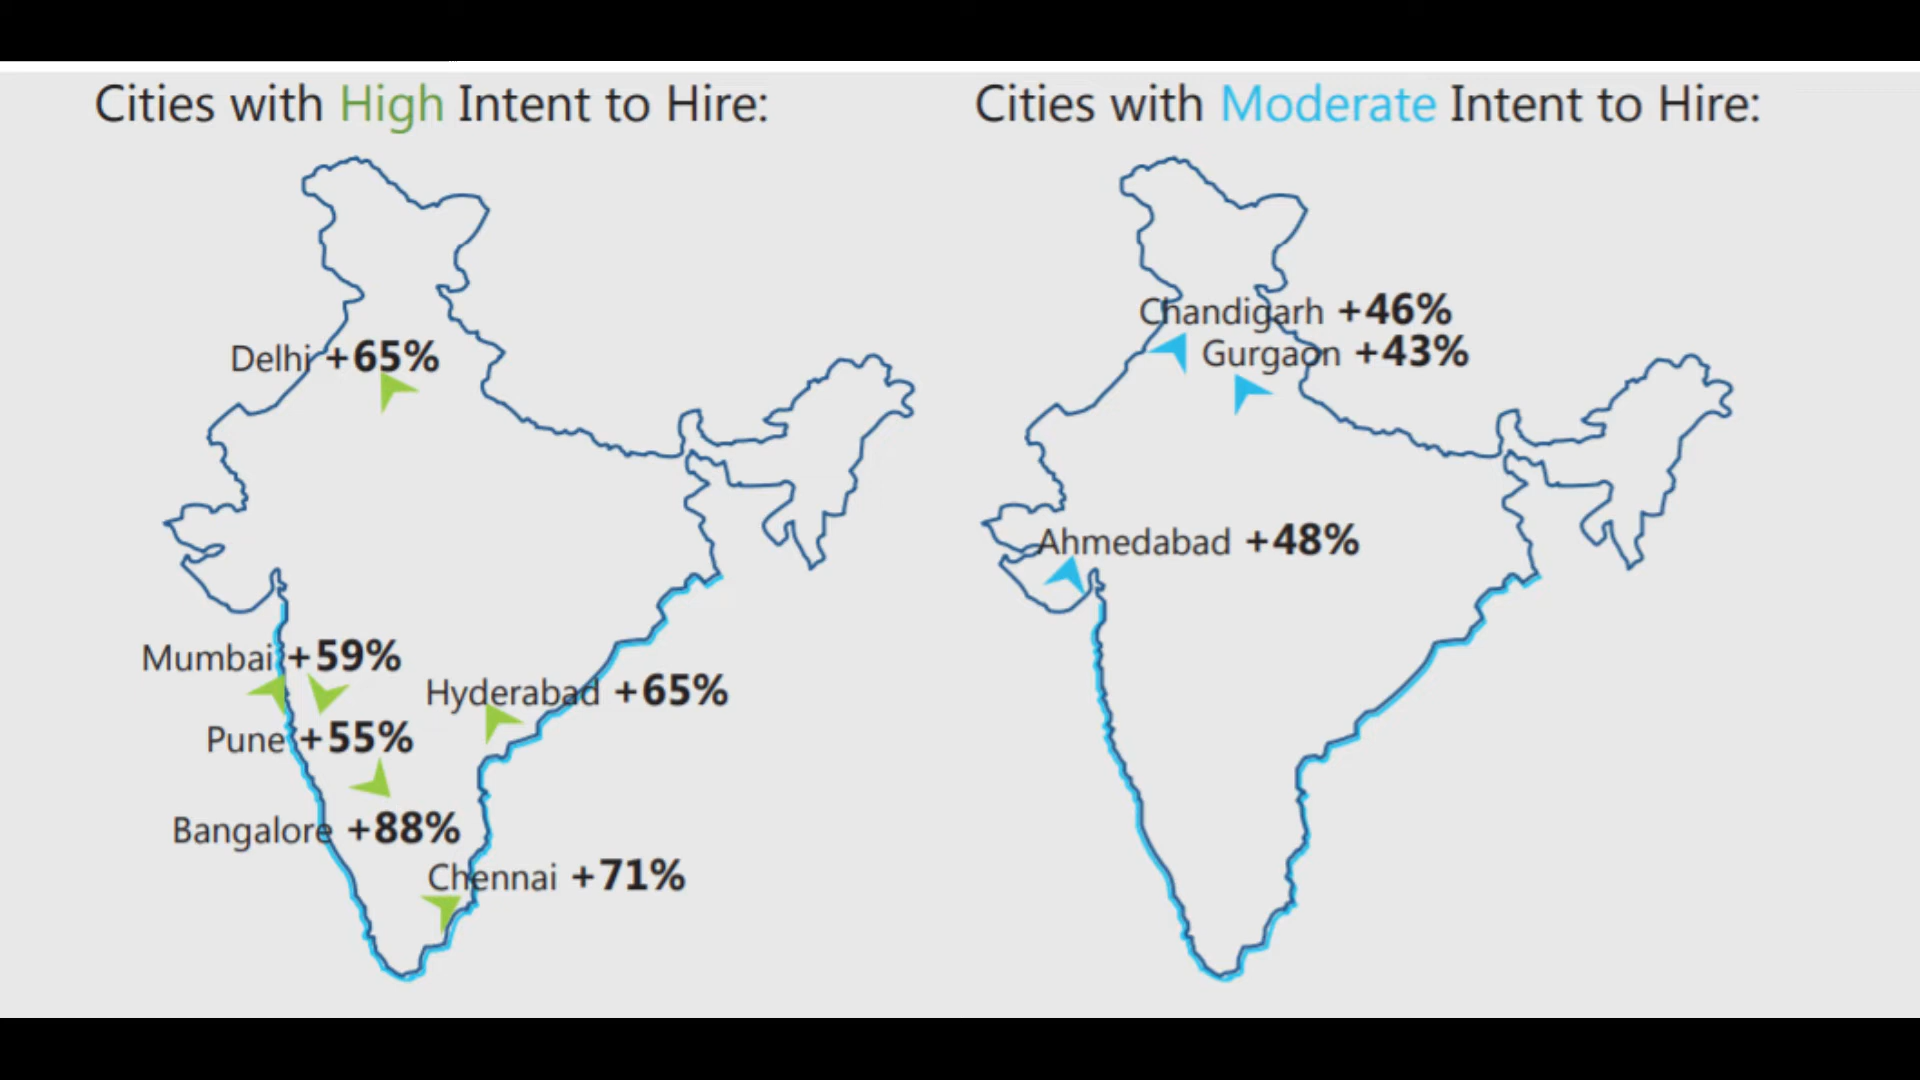 Cities with High Intent to Hire:
Delhi +65%
Mumbai +59%
Hyderabad +65%
Pune +55%
Bangalore +88%
Chennai +71%
Cities with Moderate Intent to Hire:
Chandigarh +46%
Gurgaon +43%
Ahmedabad +48%